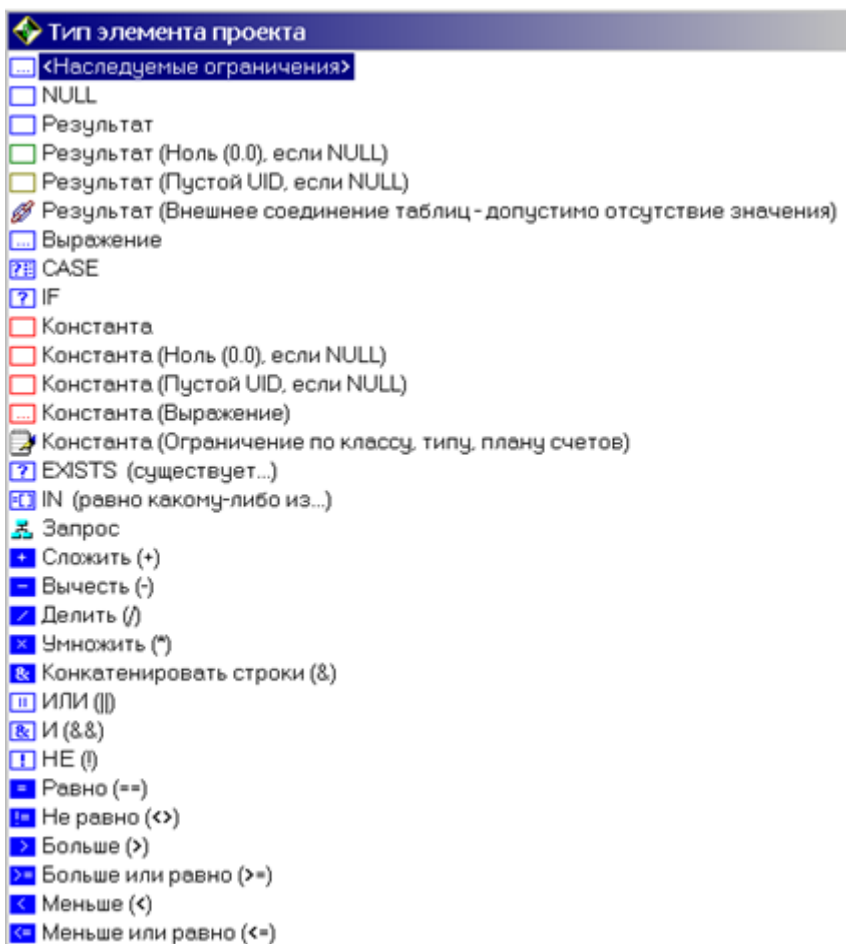 Тип элемента проекта
<Наследуемые ограничения>
NULL
Результат
Результат (Ноль (0.0), если NULL)
Результат (Пустой UID, если NULL)
Результат (Внешнее соединение таблиц - допустимо отсутствие значения)
... Выражение
CASE
? IF
Константа
Константа (Ноль (0.0), если NULL)
Константа (Пустой UID, если NULL)
... Константа (Выражение)
Константа (Ограничение по классу, типу, плану счетов)
? EXISTS (существует...)
IN (равно какому-либо из...)
Запрос
+ Сложить (+)
- Вычесть (-)
/ Делить (/)
× Умножить (*)
& Конкатенировать строки (&)
|| ИЛИ (||)
& И (&&)
! НЕ (!)
= Равно (==)
!= Не равно (<>)
> Больше (>)
>= Больше или равно (>=)
< Меньше (<)
<= Меньше или равно (<=)